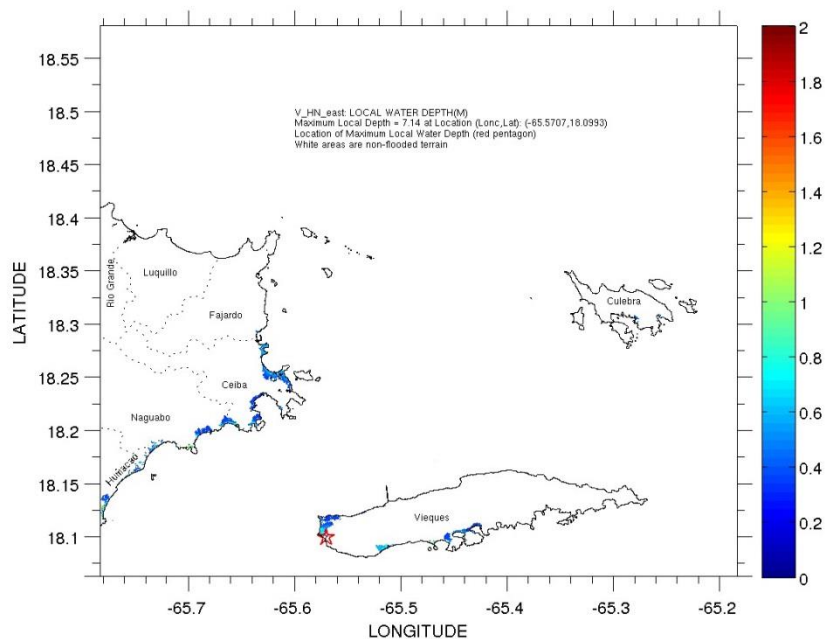 V_HN_east: LOCAL WATER DEPTH(M)
Maximum Local Depth = 7.14 at Location (Lonc,Lat): (-65.5707,18.0993)
Location of Maximum Local Water Depth (red pentagon)
White areas are non-flooded terrain
18.55
18.5
18.45
18.4
18.35
18.3
18.25
18.2
18.15
18.1
LATITUDE
Rio Grande
Luquillo
Fajardo
Ceiba
Naguabo
Humacao
Culebra
Vieques
-65.7
-65.6
-65.5
-65.4
-65.3
-65.2
LONGITUDE
2
1.8
1.6
1.4
1.2
1
0.8
0.6
0.4
0.2
0